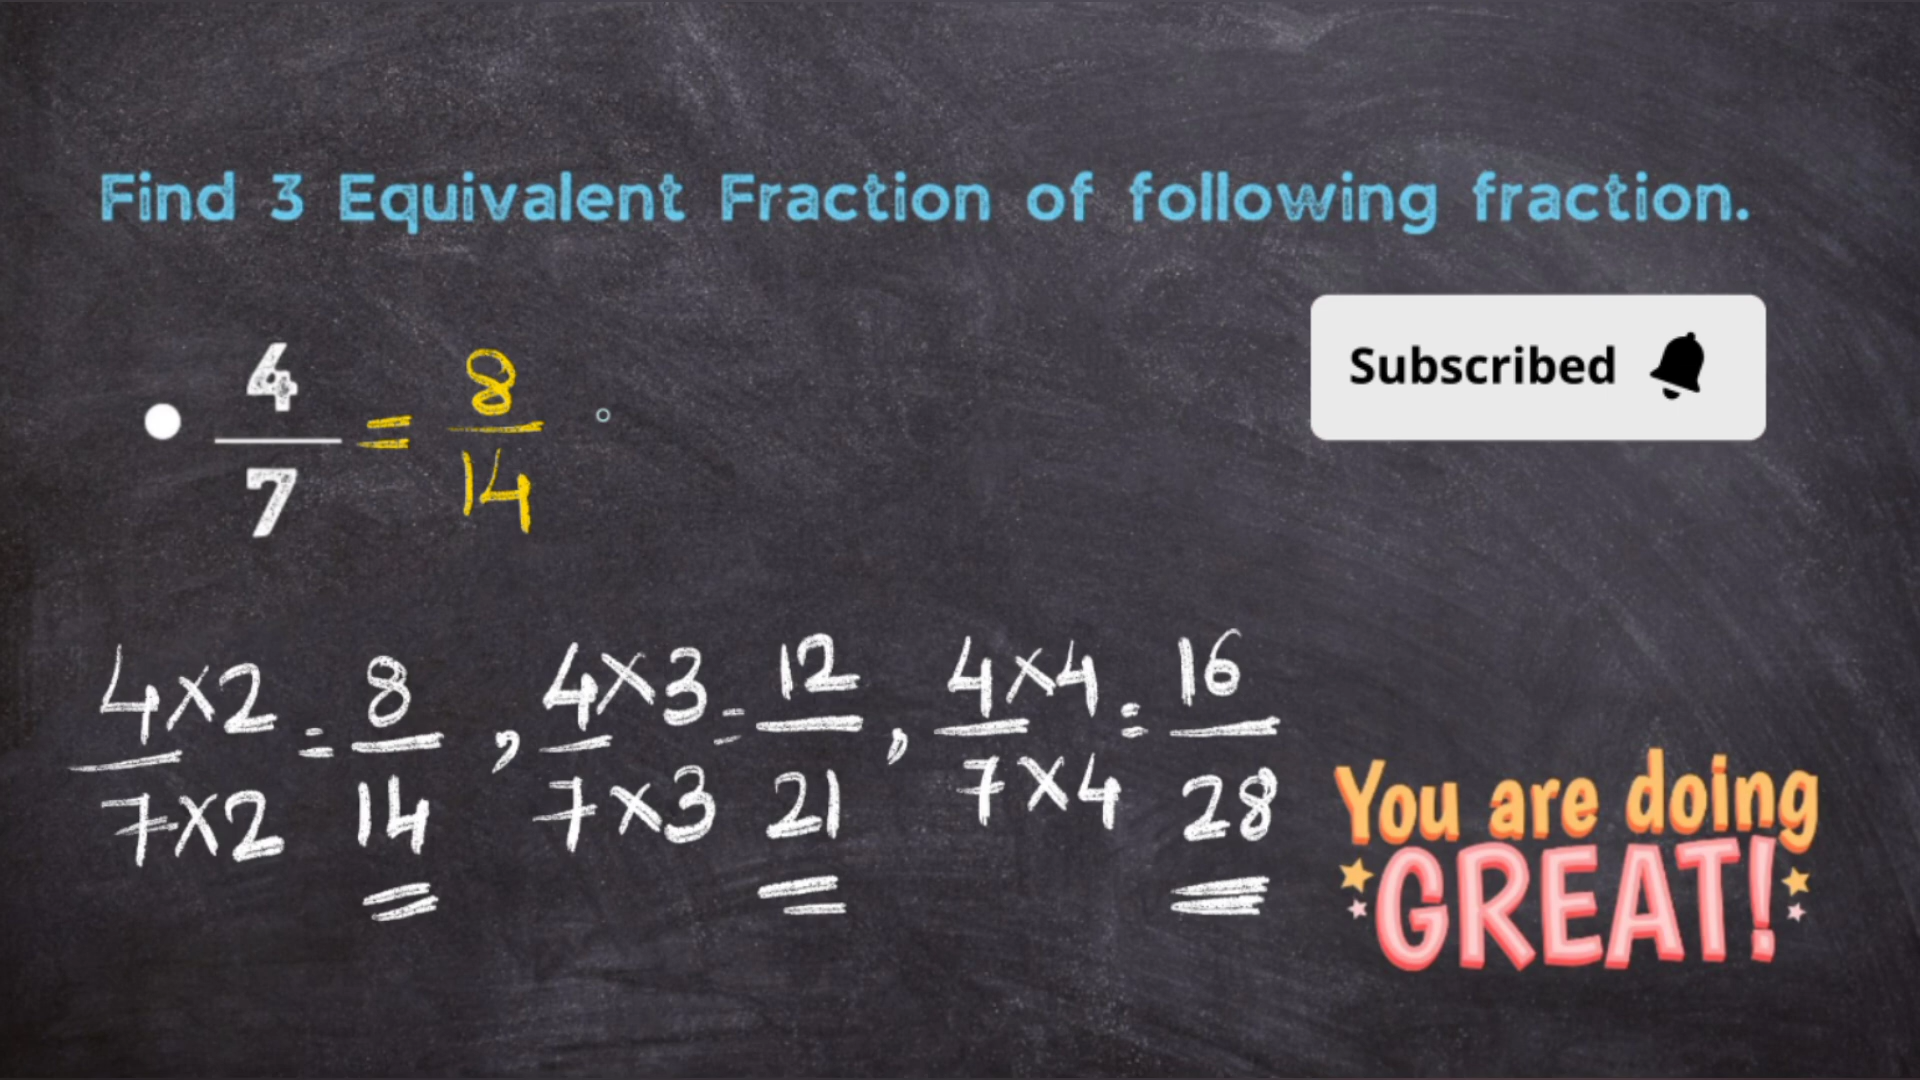 Find 3 Equivalent Fraction of following fraction.
Subscribed
4/7 = 8/14
4×2/7×2 = 8/14 , 4×3/7×3 = 12/21 , 4×4/7×4 = 16/28
You are doing
GREAT!